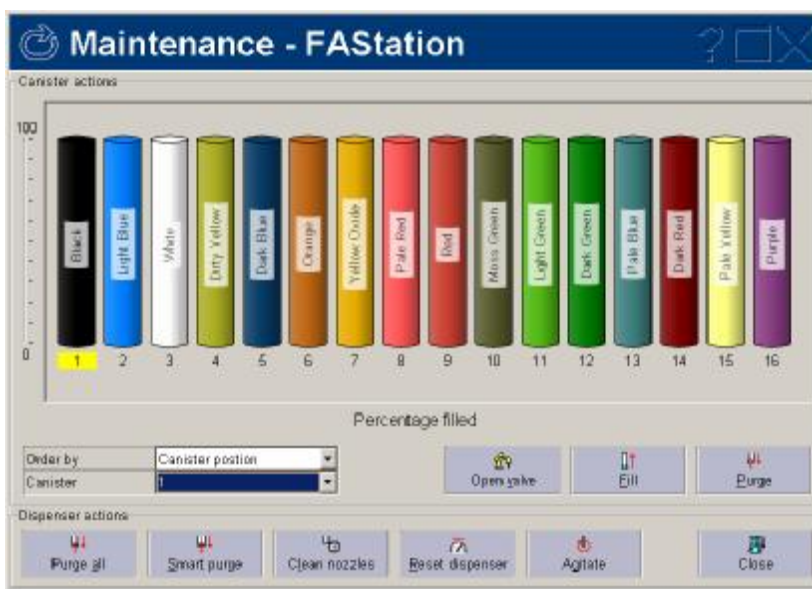 Maintenance - FAStation
Canister actions
100
Black
Light Blue
White
Dirty Yellow
Dark Blue
Orange
Yellow Oxide
Pale Red
Red
Moss Green
Light Green
Dark Green
Pale Blue
Dark Red
Pale Yellow
Purple
0
1 2 3 4 5 6 7 8 9 10 11 12 13 14 15 16
Percentage filled
Order by Canister postion
Canister 1
Open valve Fill Purge
Dispenser actions
Purge all Smart purge Clean nozzles Reset dispenser Agitate Close